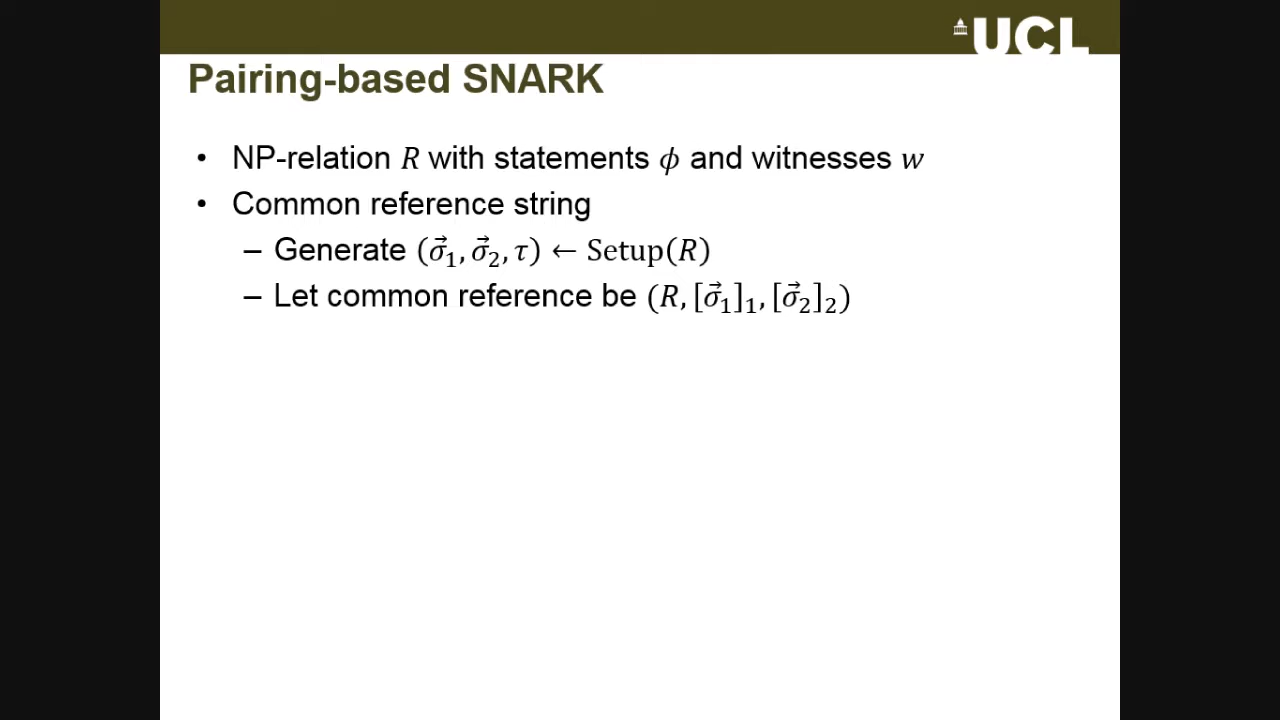 UCL
Pairing-based SNARK
• NP-relation 𝑅 with statements 𝜙 and witnesses 𝑤
• Common reference string
– Generate (𝜎⃗₁, 𝜎⃗₂, 𝜏) ← Setup(𝑅)
– Let common reference be (𝑅, [𝜎⃗₁]₁, [𝜎⃗₂]₂)